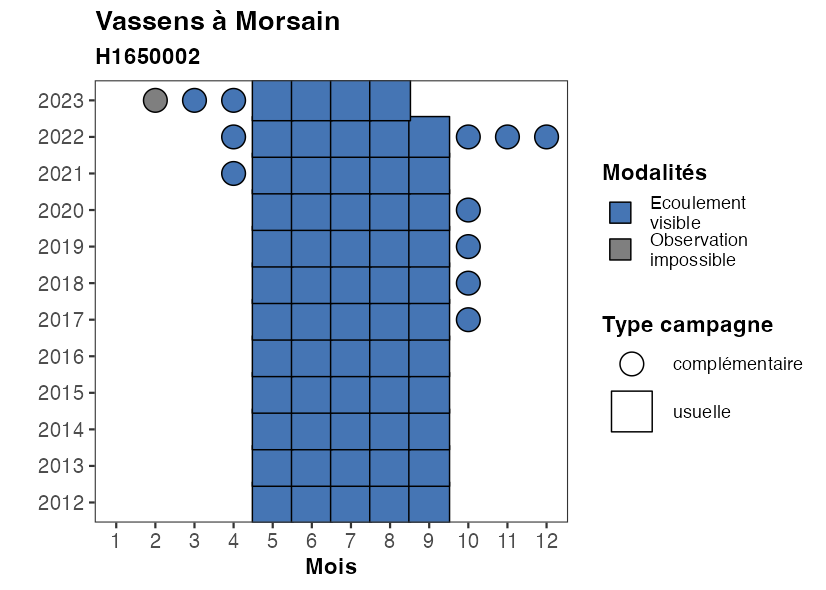 Vassens à Morsain
H1650002
2023
2022
2021
2020
2019
2018
2017
2016
2015
2014
2013
2012
1 2 3 4 5 6 7 8 9 10 11 12
Mois
Modalités
Ecoulement
visible
Observation
impossible
Type campagne
complémentaire
usuelle